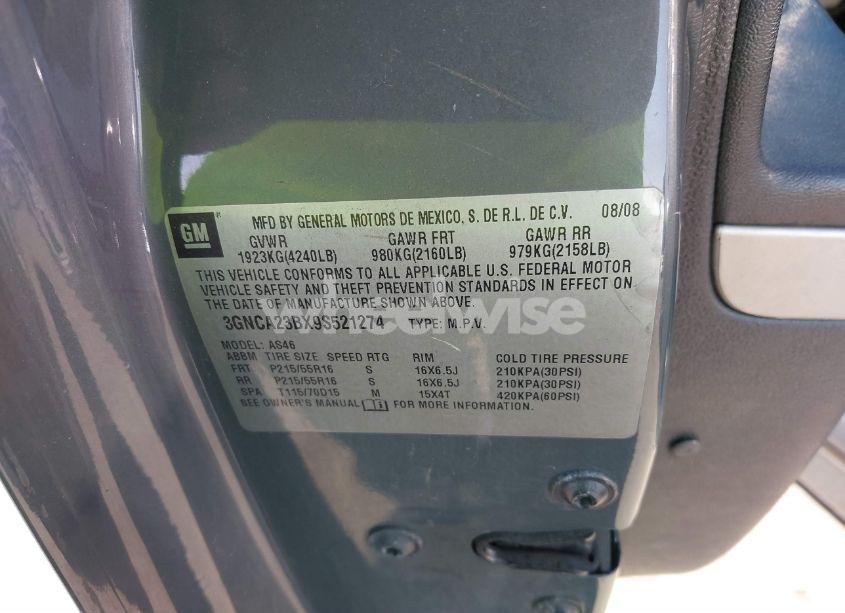 GM ® MFD BY GENERAL MOTORS DE MEXICO, S. DE R.L. DE C.V. 08/08
GVWR GAWR FRT GAWR RR
1923KG(4240LB) 980KG(2160LB) 979KG(2158LB)
THIS VEHICLE CONFORMS TO ALL APPLICABLE U.S. FEDERAL MOTOR
VEHICLE SAFETY AND THEFT PREVENTION STANDARDS IN EFFECT ON
THE DATE OF MANUFACTURE SHOWN ABOVE.
3GNCA23BX9S521274 TYPE: M.P.V.
wheelwise
MODEL: AS46
ABBM TIRE SIZE SPEED RTG RIM COLD TIRE PRESSURE
FRT P215/55R16 S 16X6.5J 210KPA(30PSI)
RR P215/55R16 S 16X6.5J 210KPA(30PSI)
SPA T115/70D15 M 15X4T 420KPA(60PSI)
SEE OWNER'S MANUAL FOR MORE INFORMATION.